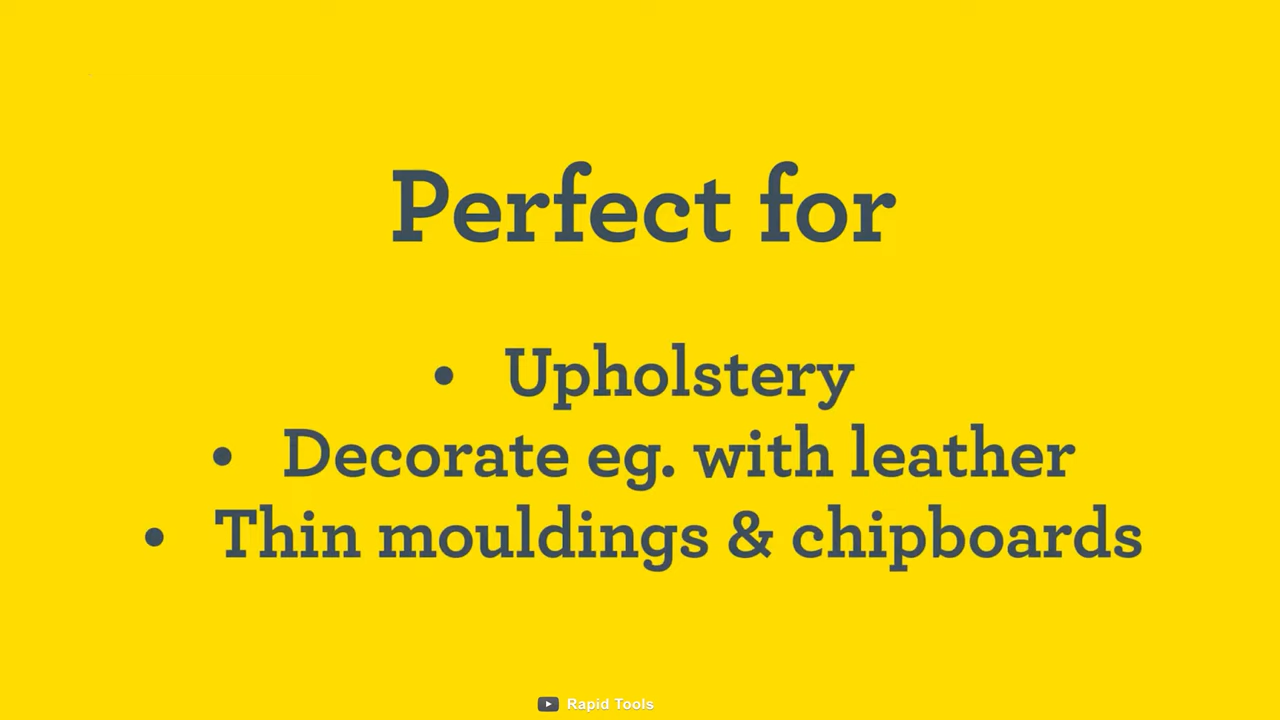 Perfect for
• Upholstery
• Decorate eg. with leather
• Thin mouldings & chipboards
Rapid Tools